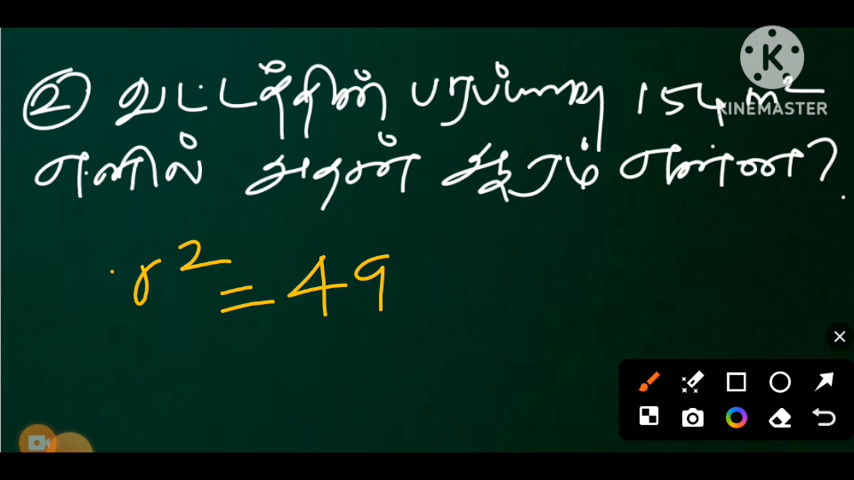 ② வட்டத்தின் பரப்பளவு 154 m²
KINEMASTER
எனில் அதன் ஆரம் என்ன?
r² = 49